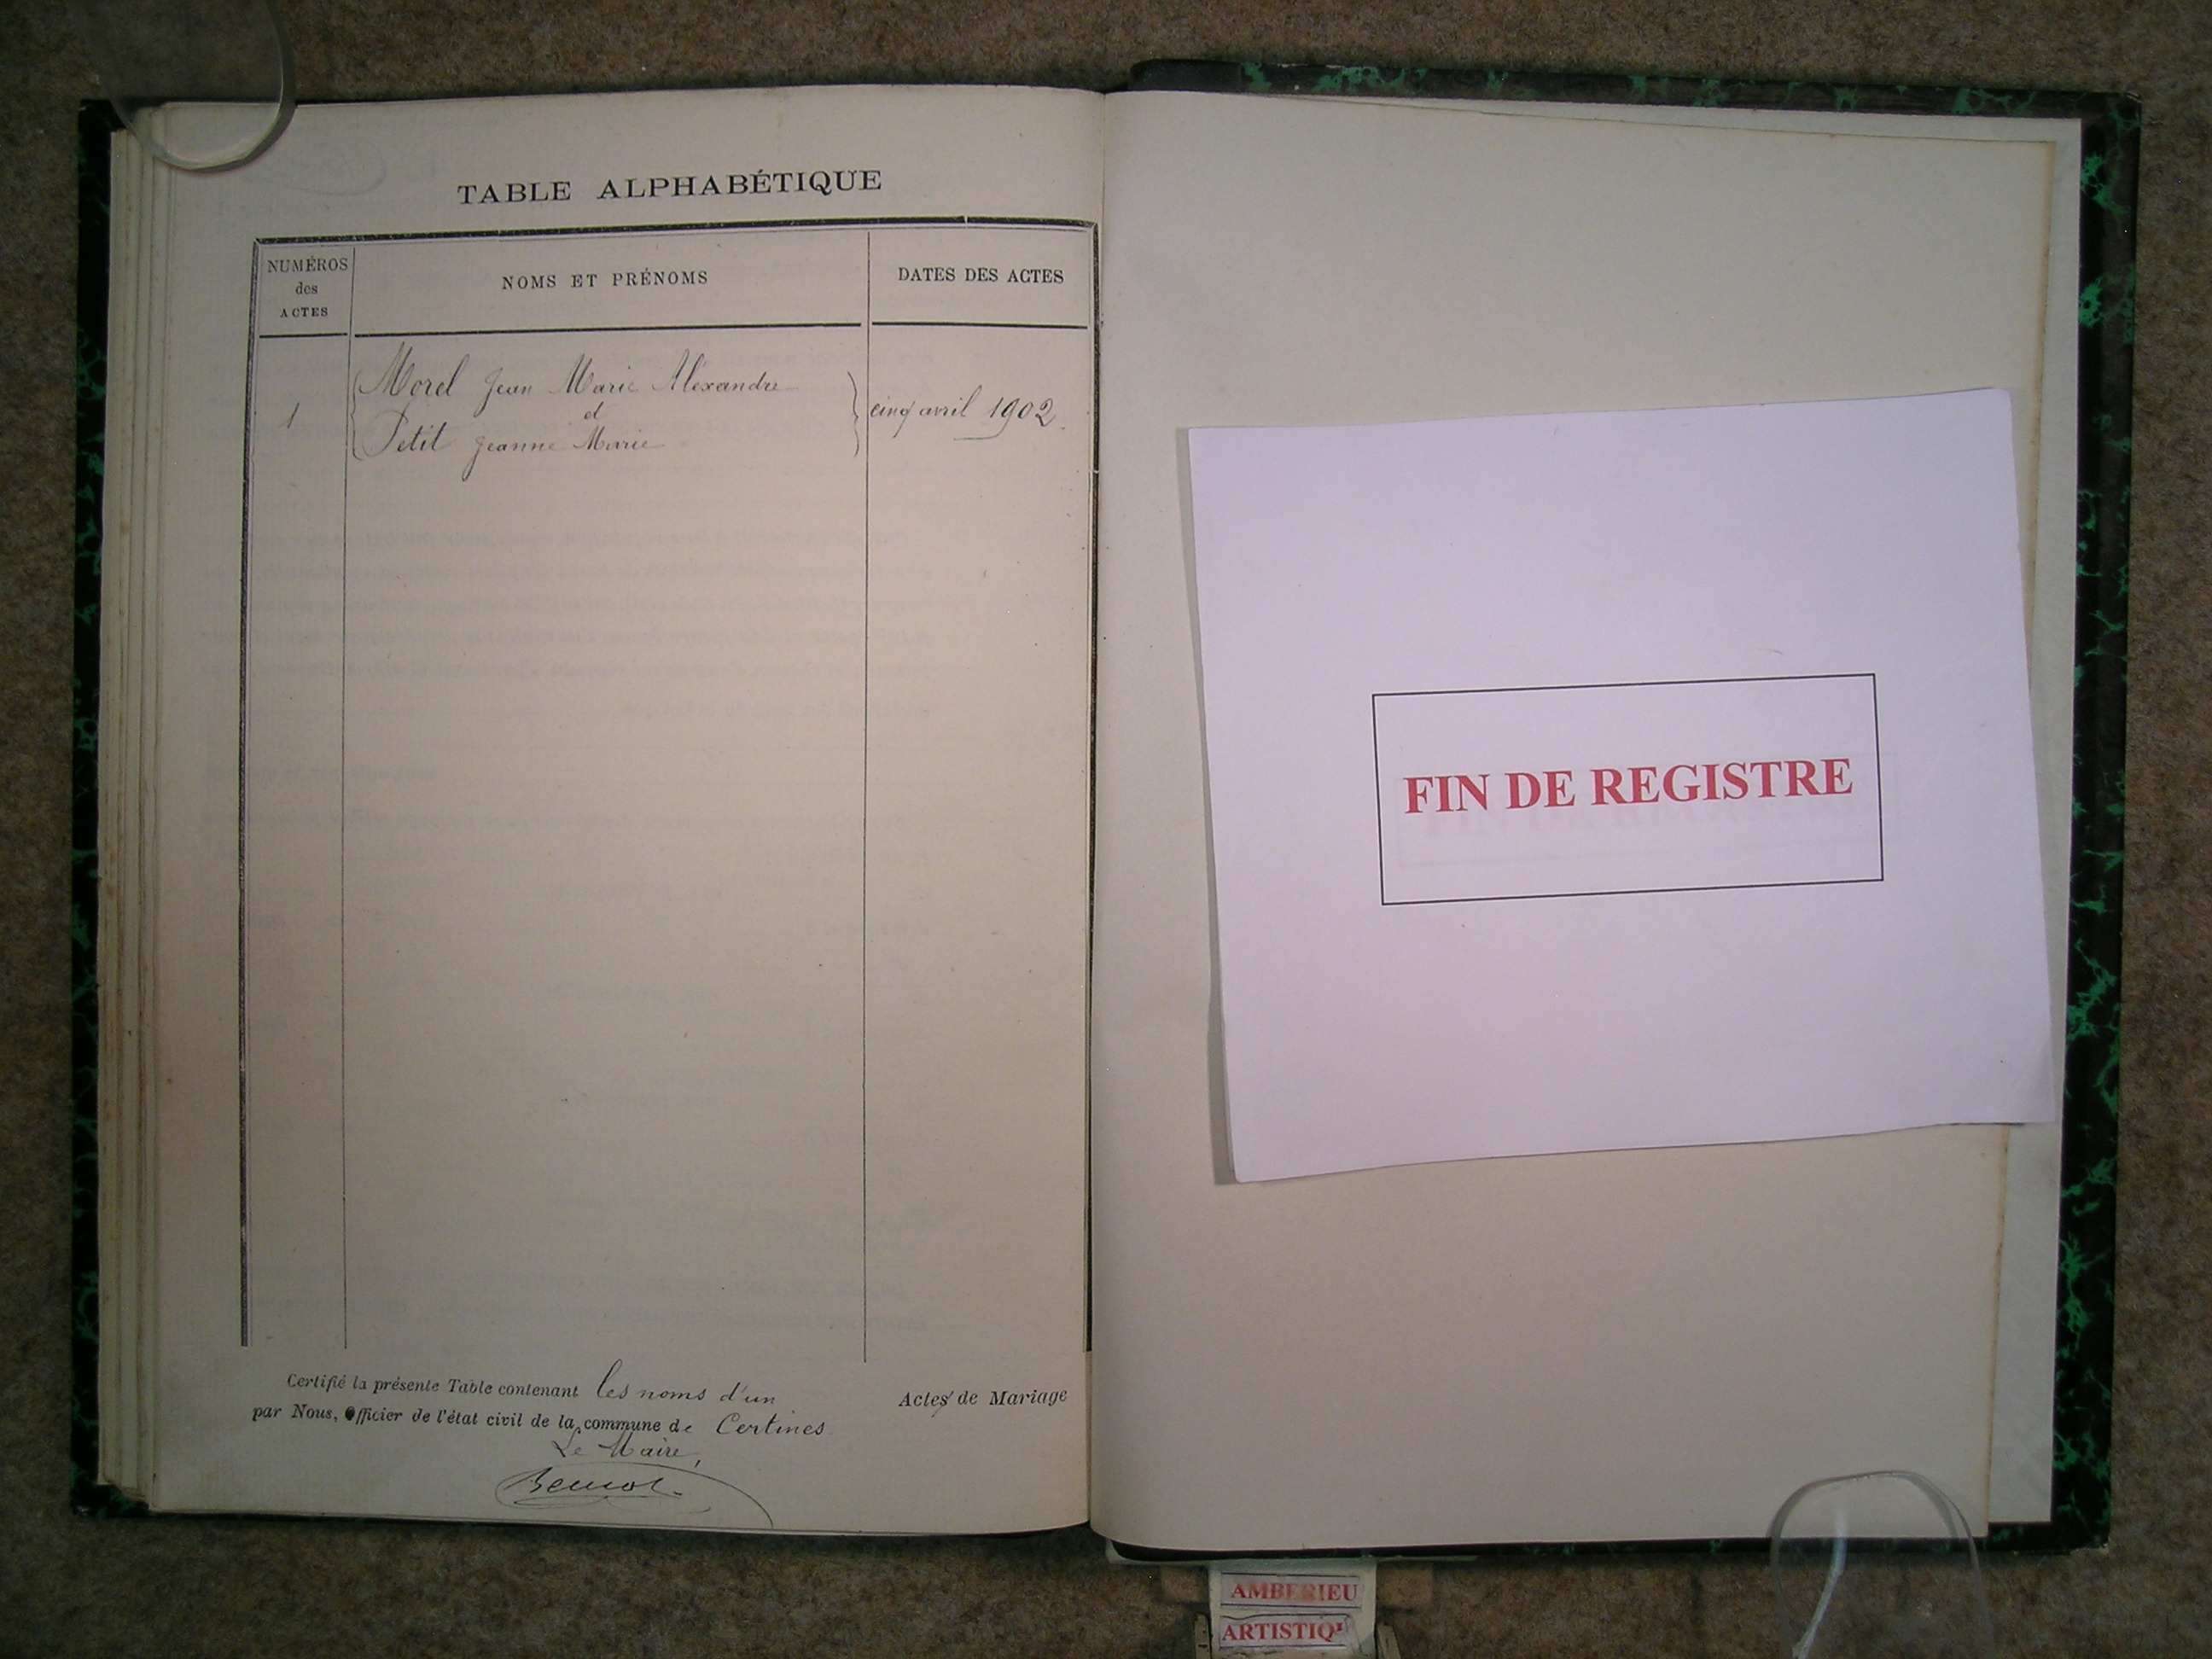 TABLE ALPHABÉTIQUE
NUMÉROS
des
ACTES
NOMS ET PRÉNOMS
DATES DES ACTES
1
Morel Jean Marie Aléxandre
et
Petit Jeanne Marie
cinq avril 1902.
Certifié la présente Table contenant les noms d'un Actes de Mariage
par Nous, Officier de l'état civil de la commune de Certines
Le Maire,
FIN DE REGISTRE
AMBERIEU
ARTISTIQ